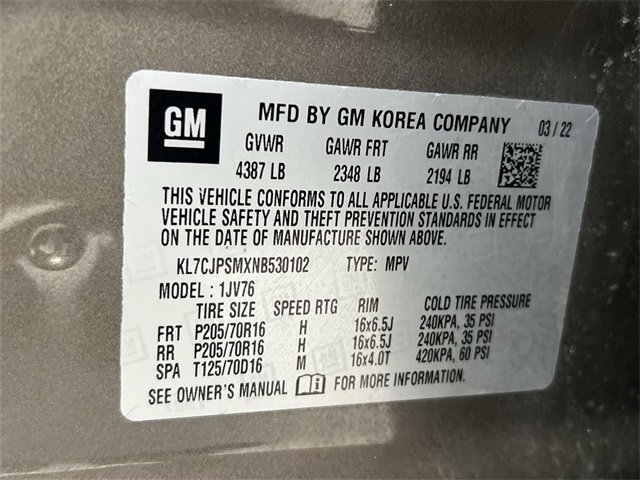 GM MFD BY GM KOREA COMPANY 03 / 22
GVWR GAWR FRT GAWR RR
4387 LB 2348 LB 2194 LB
THIS VEHICLE CONFORMS TO ALL APPLICABLE U.S. FEDERAL MOTOR
VEHICLE SAFETY AND THEFT PREVENTION STANDARDS IN EFFECT
ON THE DATE OF MANUFACTURE SHOWN ABOVE.
KL7CJPSMXNB530102 TYPE: MPV
MODEL : 1JV76
TIRE SIZE SPEED RTG RIM COLD TIRE PRESSURE
FRT P205/70R16 H 16x6.5J 240KPA, 35 PSI
RR P205/70R16 H 16x6.5J 240KPA, 35 PSI
SPA T125/70D16 M 16x4.0T 420KPA, 60 PSI
SEE OWNER'S MANUAL FOR MORE INFORMATION.